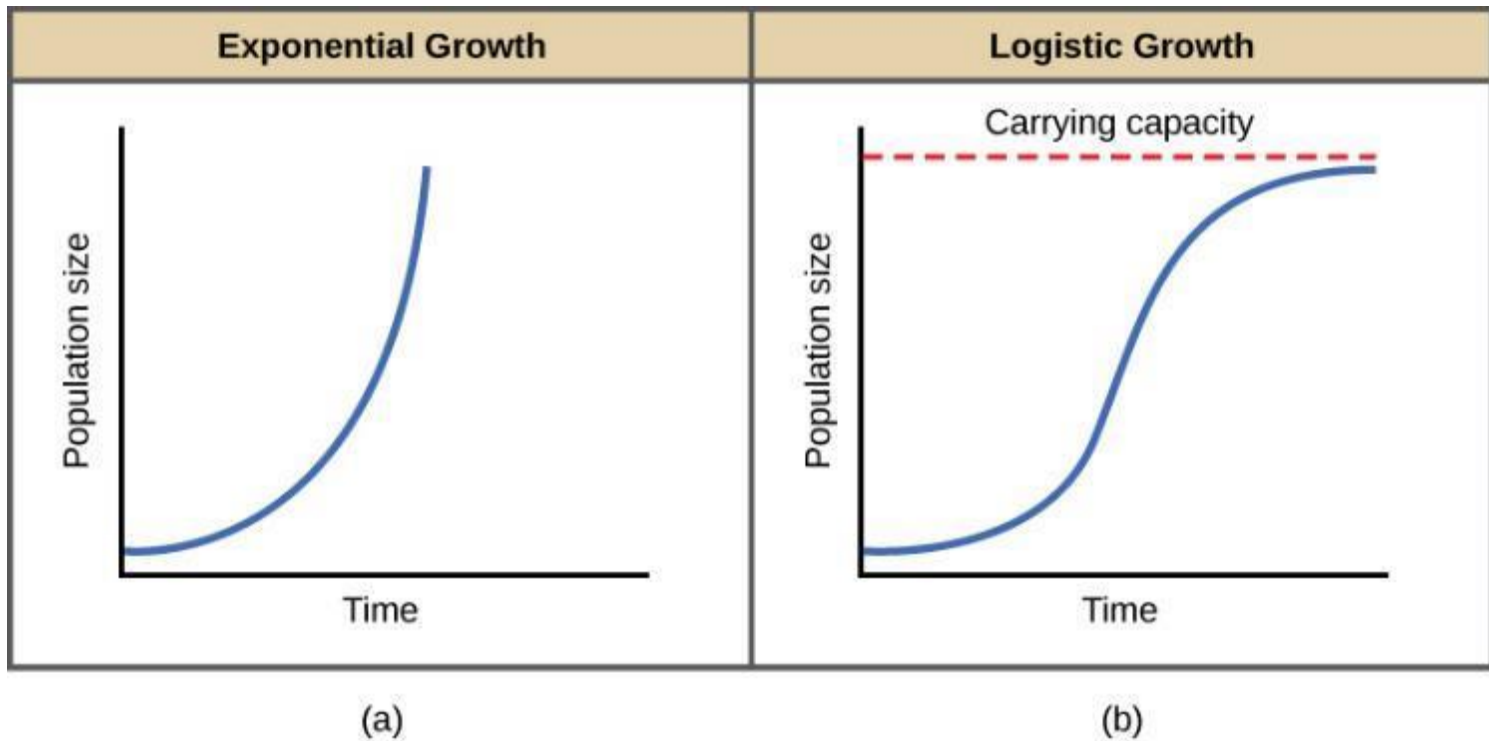 Exponential Growth
Population size
Time
(a)
Logistic Growth
Carrying capacity
Population size
Time
(b)